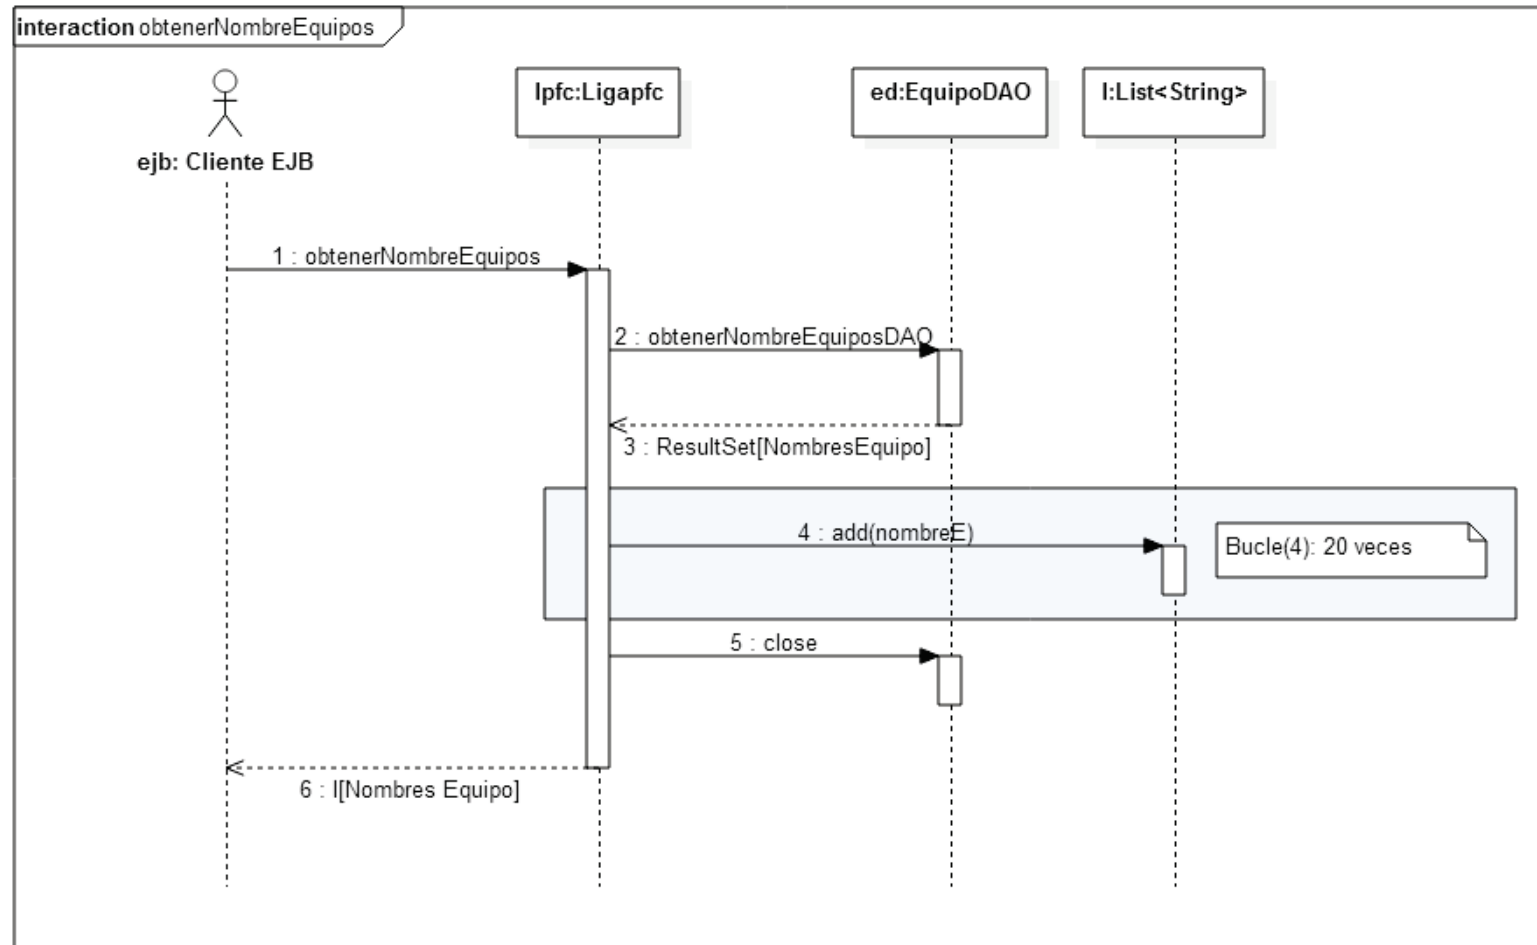 interaction obtenerNombreEquipos
lpfc:Ligapfc
ed:EquipoDAO
l:List<String>
ejb: Cliente EJB
1 : obtenerNombreEquipos
2 : obtenerNombreEquiposDAO
3 : ResultSet[NombresEquipo]
4 : add(nombreE)
Bucle(4): 20 veces
5 : close
6 : l[Nombres Equipo]